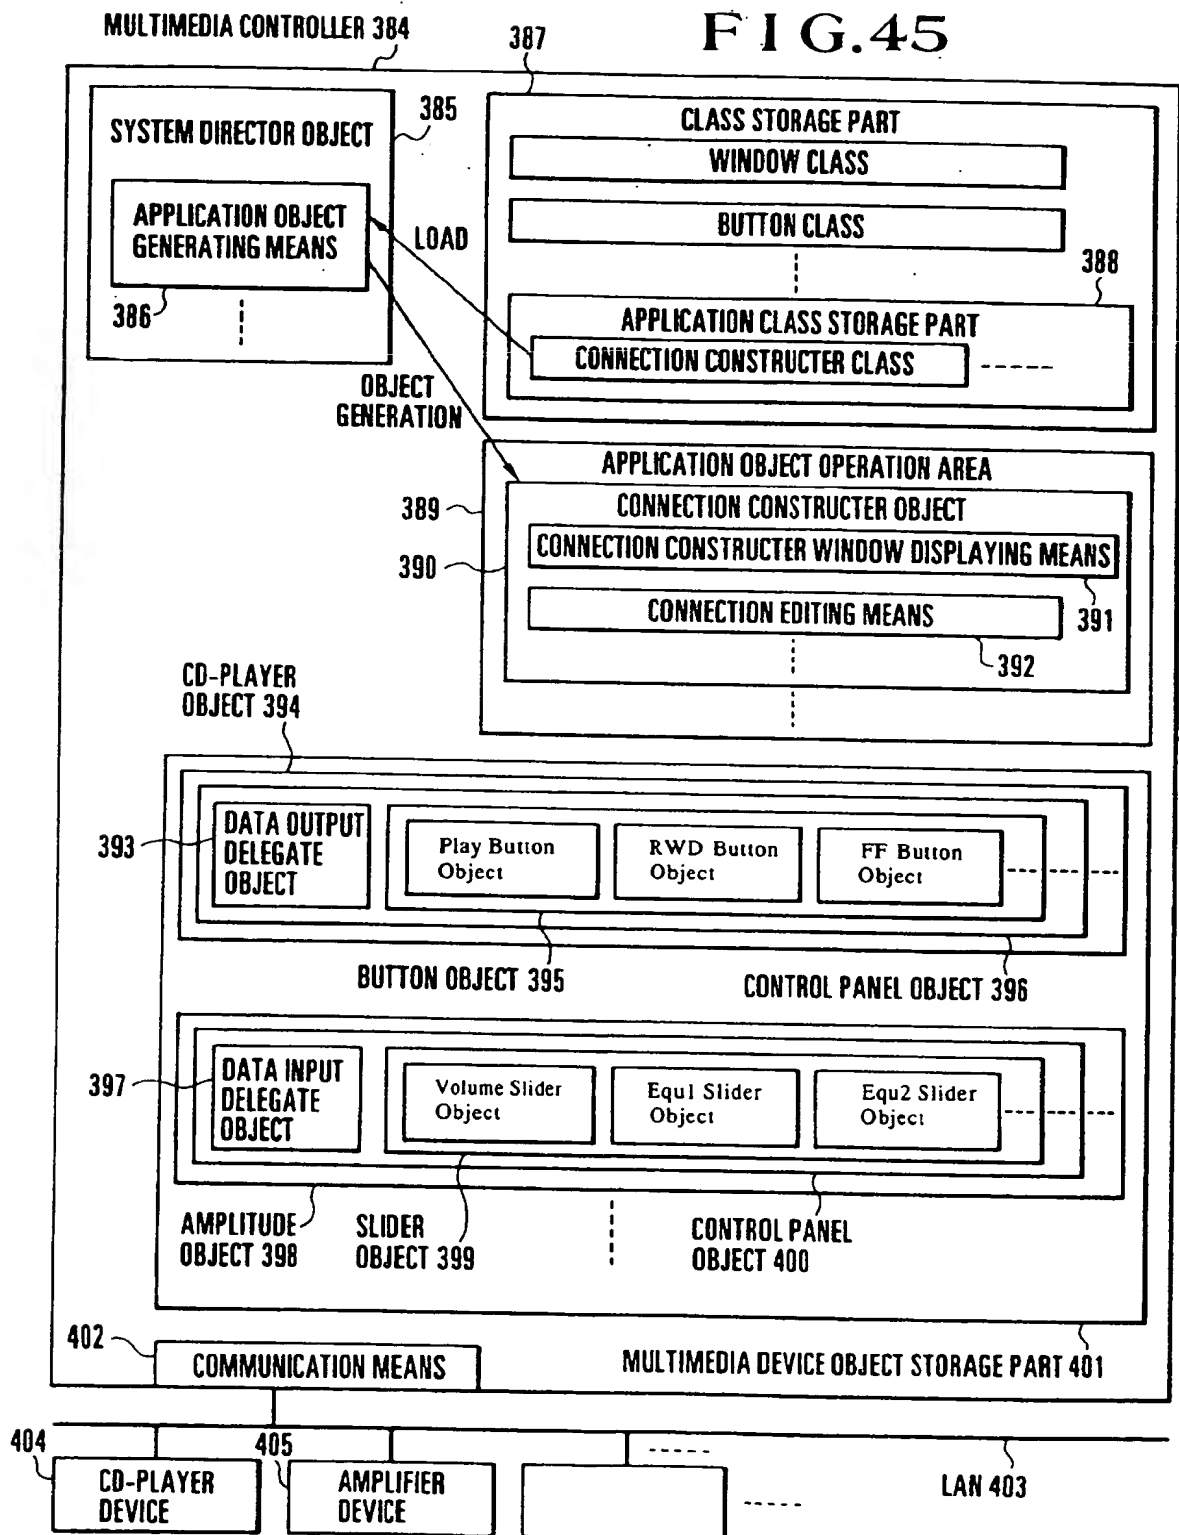 FIG.45
MULTIMEDIA CONTROLLER 384
387
385
SYSTEM DIRECTOR OBJECT
APPLICATION OBJECT
GENERATING MEANS
386
LOAD
OBJECT
GENERATION
CLASS STORAGE PART
WINDOW CLASS
BUTTON CLASS
388
APPLICATION CLASS STORAGE PART
CONNECTION CONSTRUCTER CLASS
APPLICATION OBJECT OPERATION AREA
389
CONNECTION CONSTRUCTER OBJECT
390
CONNECTION CONSTRUCTER WINDOW DISPLAYING MEANS
391
CONNECTION EDITING MEANS
392
CD-PLAYER
OBJECT 394
393
DATA OUTPUT
DELEGATE
OBJECT
Play Button
Object
RWD Button
Object
FF Button
Object
BUTTON OBJECT 395
CONTROL PANEL OBJECT 396
397
DATA INPUT
DELEGATE
OBJECT
Volume Slider
Object
Equ1 Slider
Object
Equ2 Slider
Object
AMPLITUDE
OBJECT 398
SLIDER
OBJECT 399
CONTROL PANEL
OBJECT 400
402
COMMUNICATION MEANS
MULTIMEDIA DEVICE OBJECT STORAGE PART 401
404
CD-PLAYER
DEVICE
405
AMPLIFIER
DEVICE
LAN 403